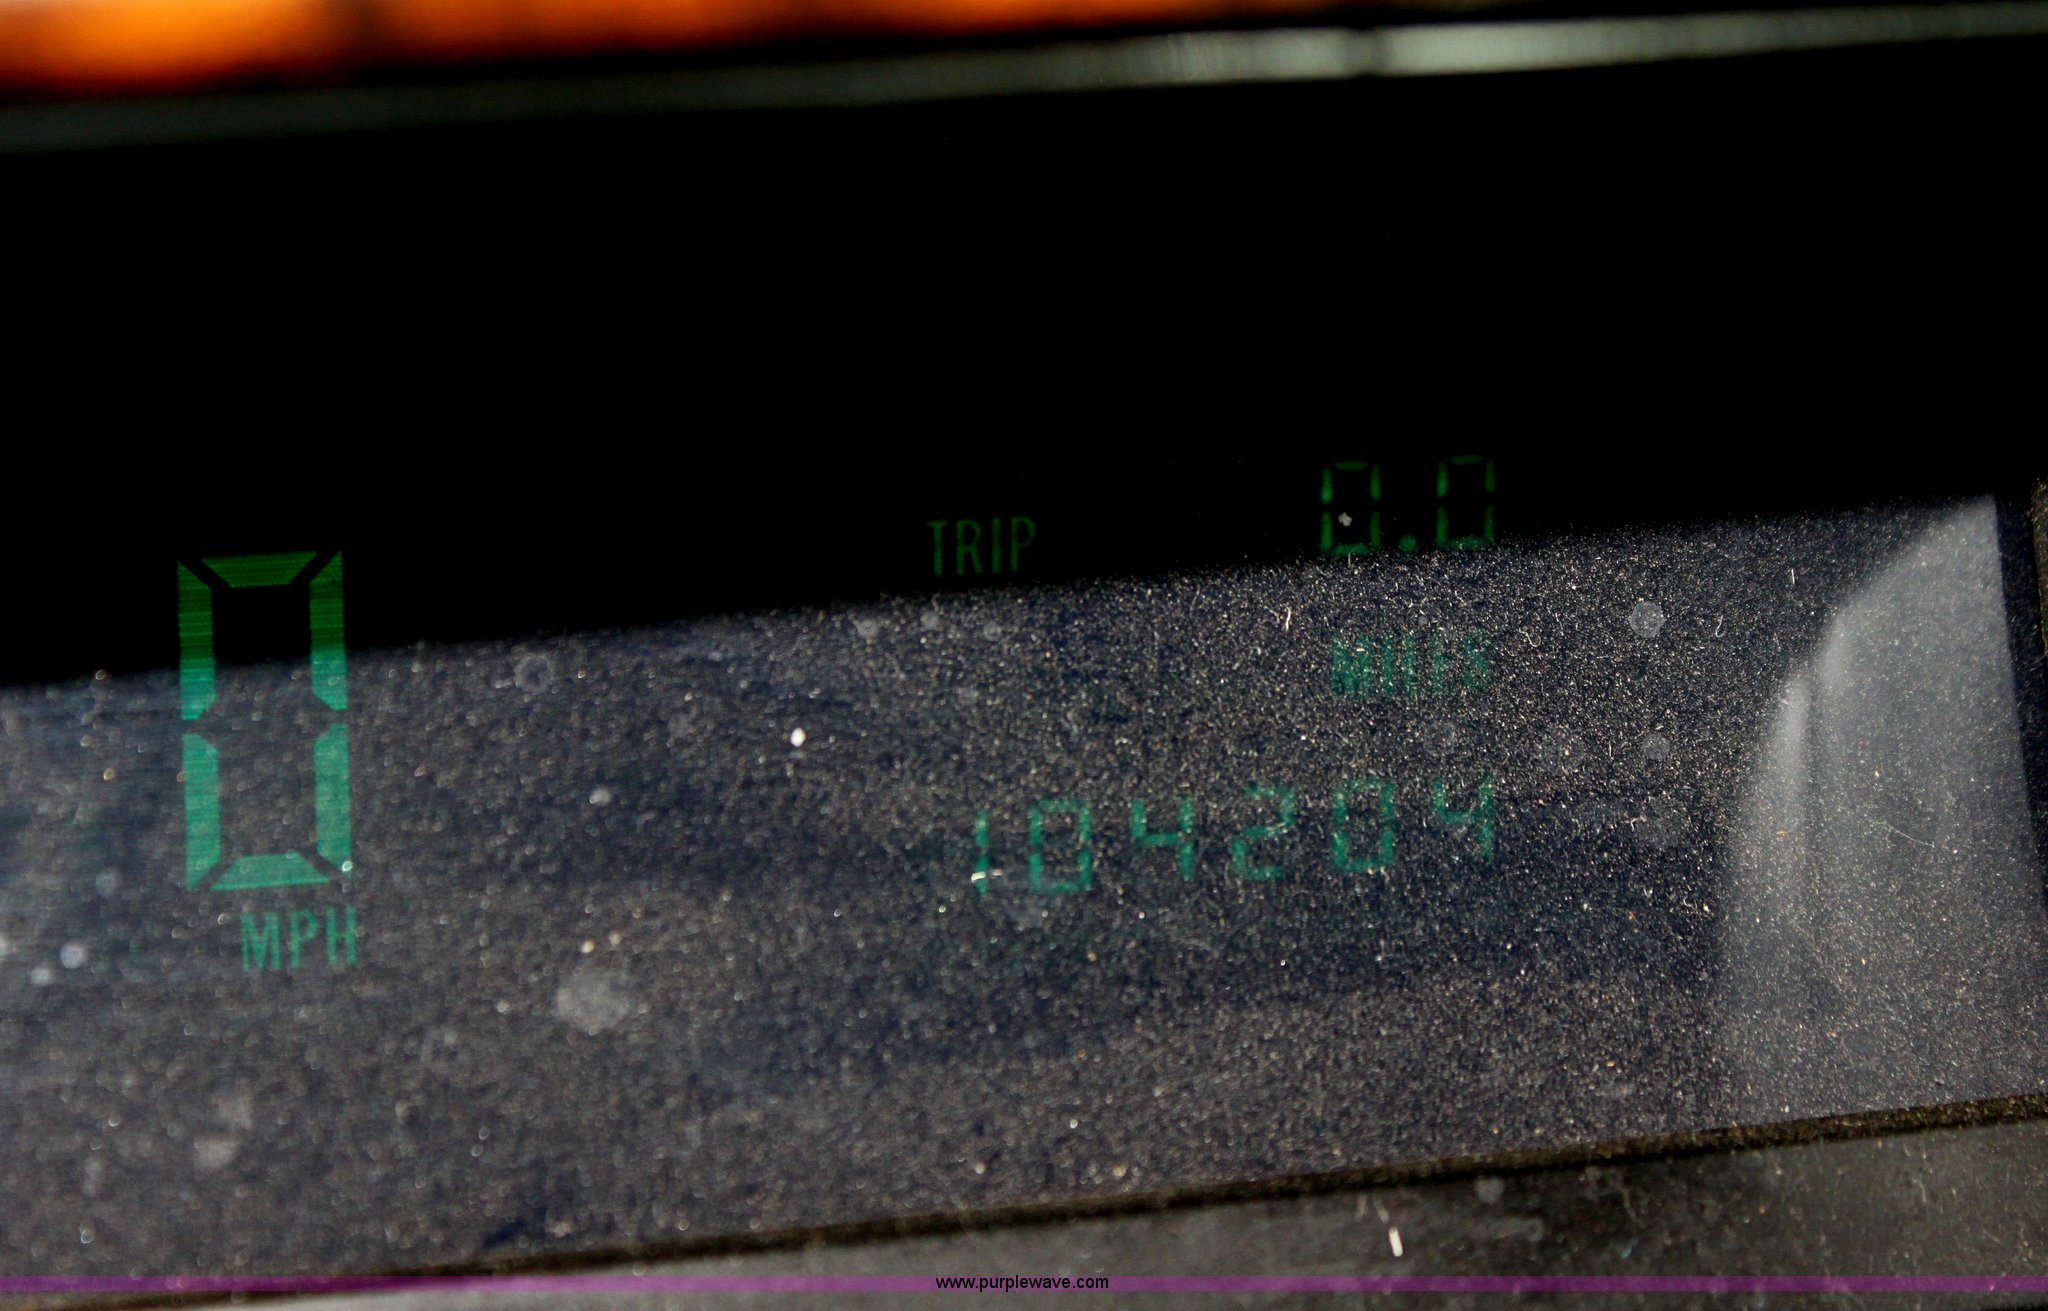 TRIP 0.0
0 MILES
MPH 104204
www.purplewave.com